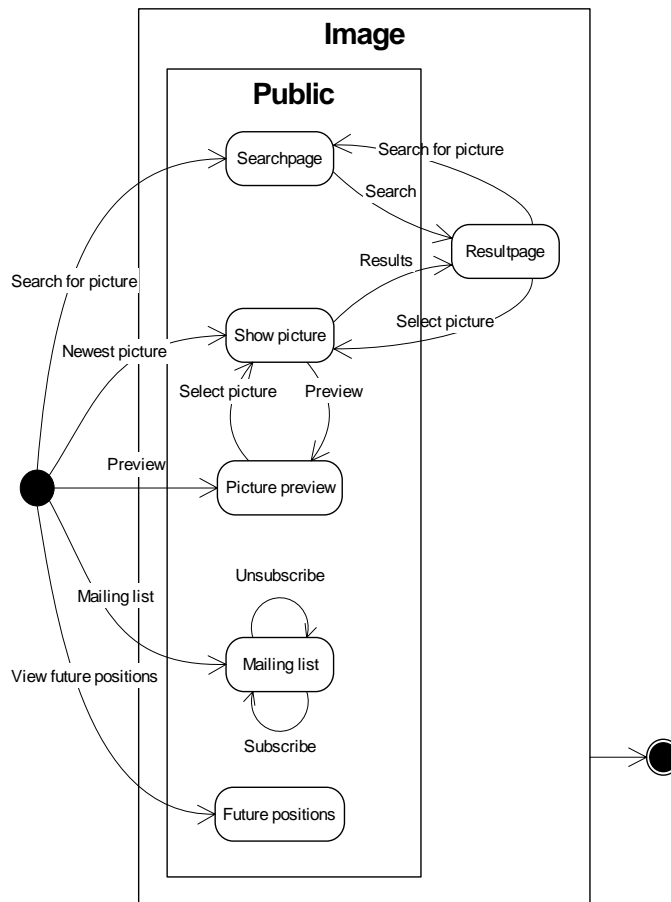 Image
Public
Searchpage
Search for picture
Search
Resultpage
Results
Search for picture
Select picture
Newest picture
Show picture
Select picture
Preview
Preview
Picture preview
Unsubscribe
Mailing list
Mailing list
View future positions
Subscribe
Future positions